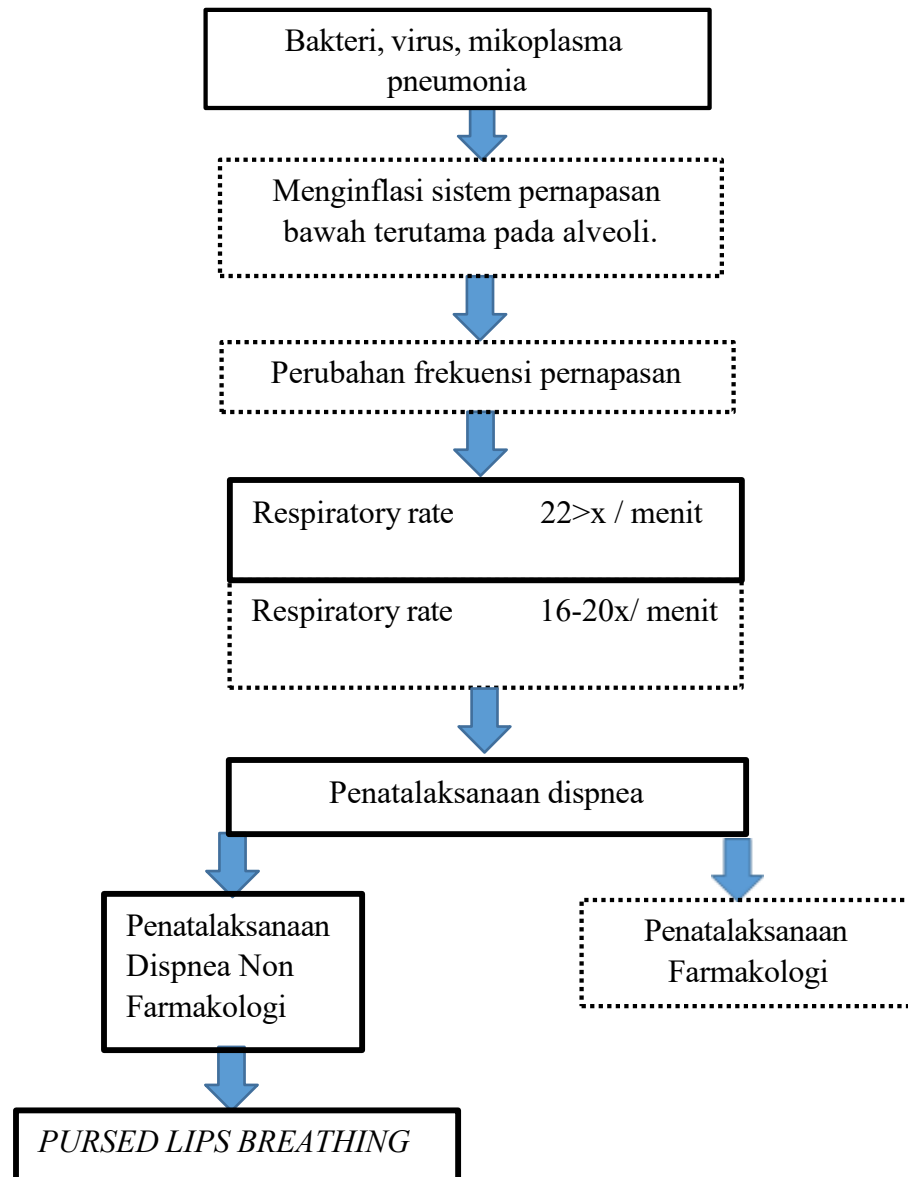 Bakteri, virus, mikoplasma
pneumonia
Menginflasi sistem pernapasan
bawah terutama pada alveoli.
Perubahan frekuensi pernapasan
Respiratory rate 22>x / menit
Respiratory rate 16-20x/ menit
Penatalaksanaan dispnea
Penatalaksanaan
Dispnea Non
Farmakologi
Penatalaksanaan
Farmakologi
PURSED LIPS BREATHING